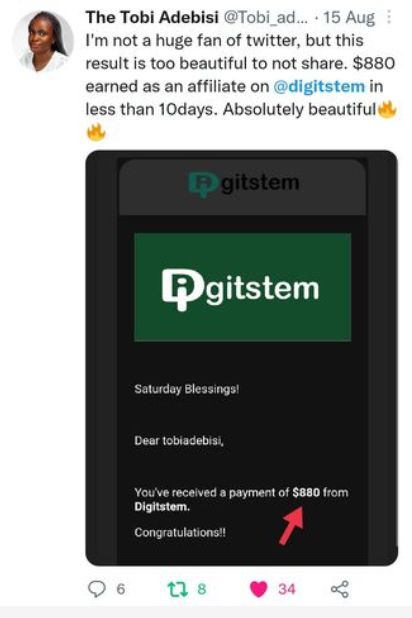 The Tobi Adebisi @Tobi_ad... · 15 Aug
I'm not a huge fan of twitter, but this
result is too beautiful to not share. $880
earned as an affiliate on @digitstem in
less than 10days. Absolutely beautiful🔥
🔥
Digitstem
Digitstem
Saturday Blessings!
Dear tobiadebisi,
You've received a payment of $880 from
Digitstem.
Congratulations!!
6 8 34